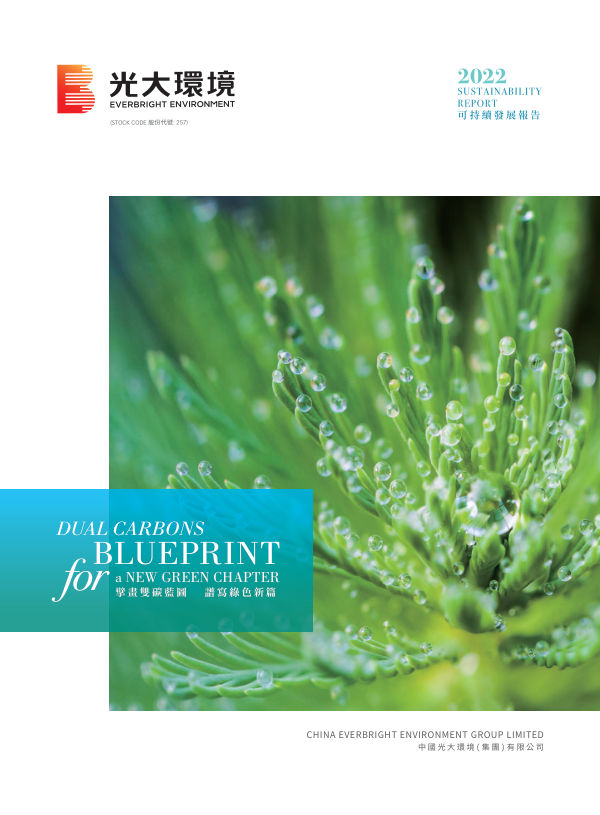 光大環境
EVERBRIGHT ENVIRONMENT
(STOCK CODE 股份代號: 257)
2022
SUSTAINABILITY
REPORT
可持續發展報告
DUAL CARBONS
BLUEPRINT
for a NEW GREEN CHAPTER
擘畫雙碳藍圖 譜寫綠色新篇
CHINA EVERBRIGHT ENVIRONMENT GROUP LIMITED
中國光大環境(集團)有限公司